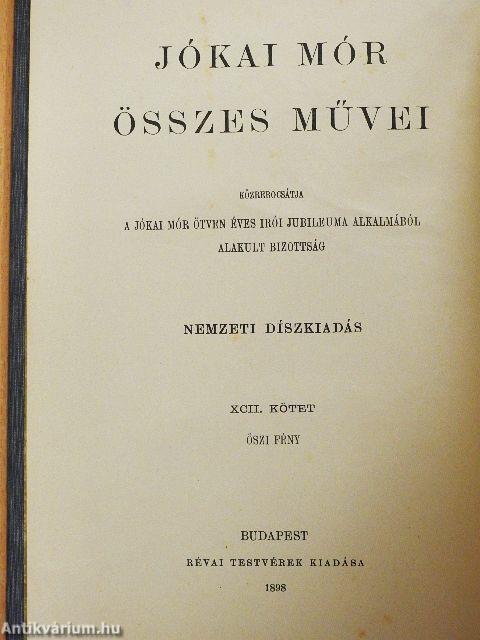 JÓKAI MÓR
ÖSSZES MŰVEI
KÖZREBOCSÁTJA
A JÓKAI MÓR ÖTVEN ÉVES IRÓI JUBILEUMA ALKALMÁBÓL
ALAKULT BIZOTTSÁG
NEMZETI DÍSZKIADÁS
XCII. KÖTET
ŐSZI FÉNY
BUDAPEST
RÉVAI TESTVÉREK KIADÁSA
1898
Antikvárium.hu